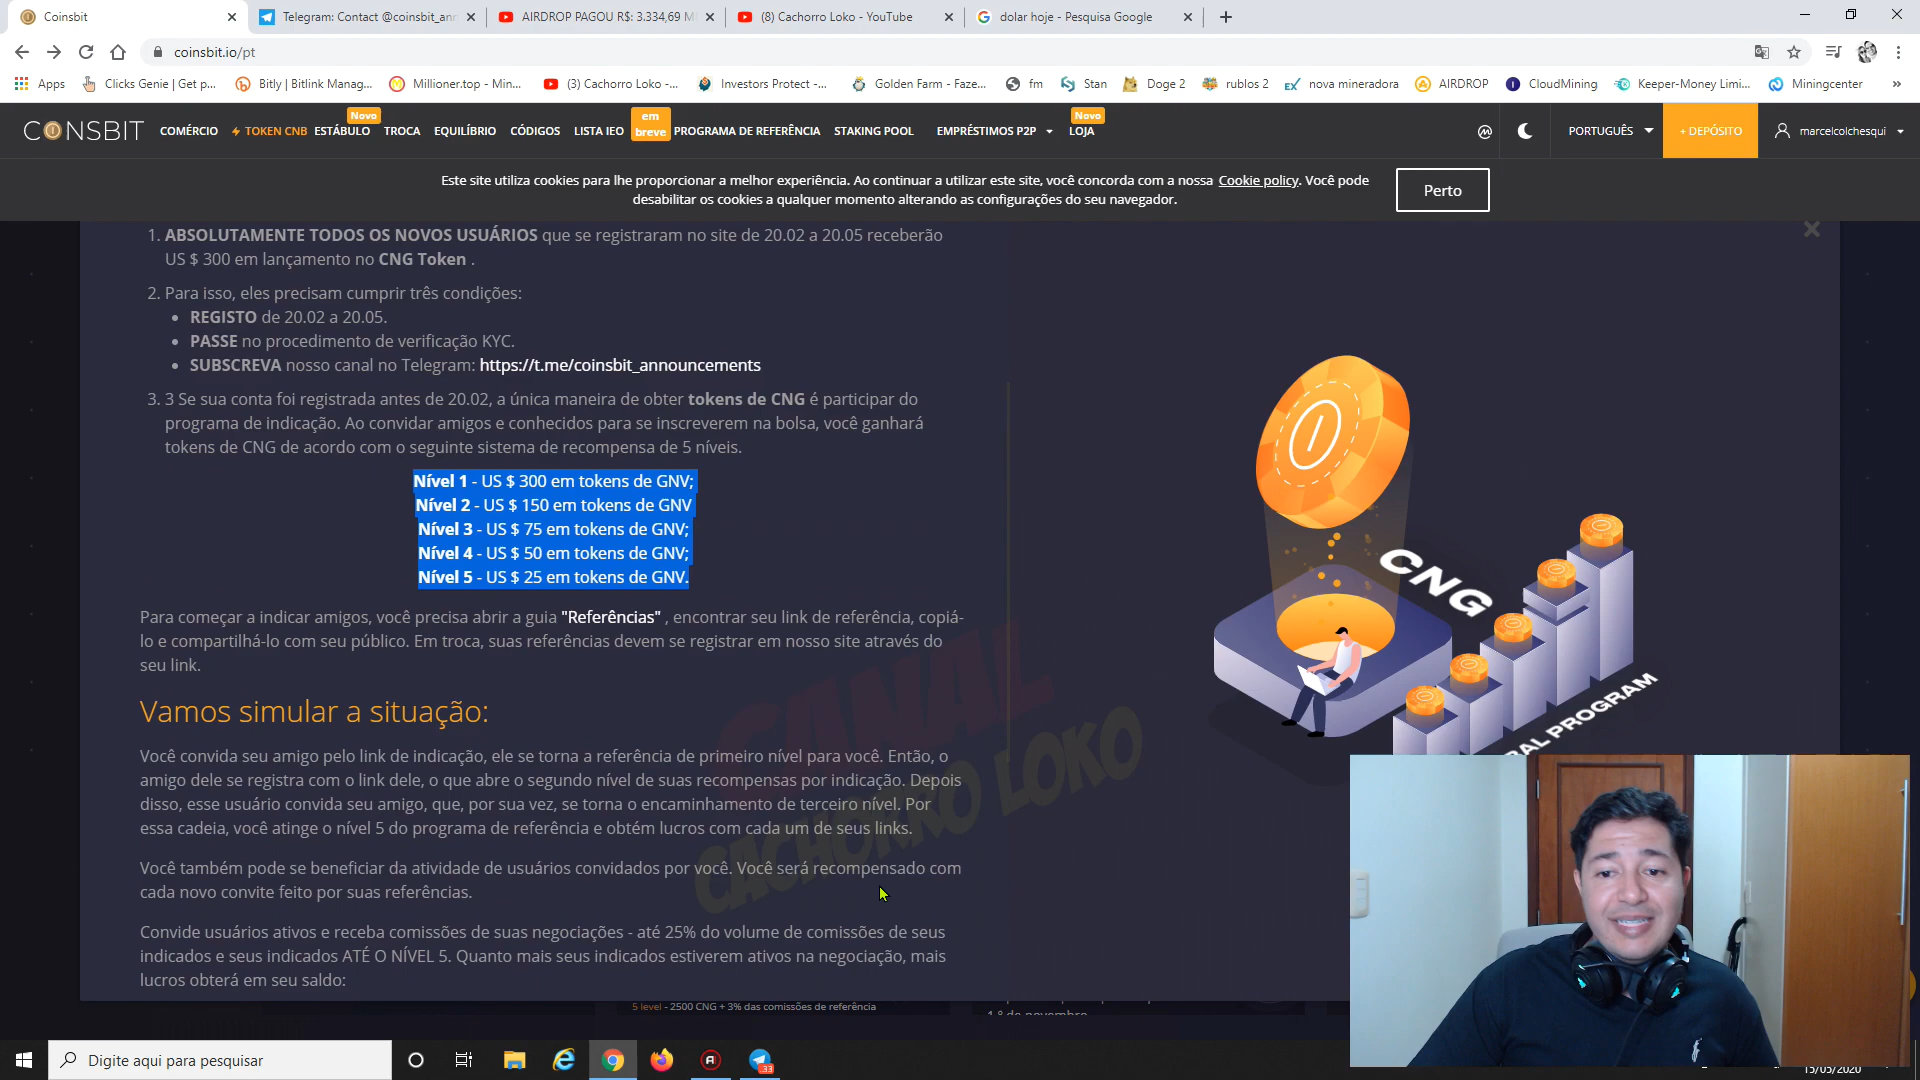 Coinsbit
Telegram: Contact @coinsbit_ann
AIRDROP PAGOU R$: 3.334,69 M
(8) Cachorro Loko - YouTube
dolar hoje - Pesquisa Google
coinsbit.io/pt
Apps
Clicks Genie | Get p...
Bitly | Bitlink Manag...
Millioner.top - Min...
(3) Cachorro Loko -...
Investors Protect -...
Golden Farm - Faze...
fm
Stan
Doge 2
rublos 2
nova mineradora
AIRDROP
CloudMining
Keeper-Money Limi...
Miningcenter
»
COINSBIT
COMÉRCIO
TOKEN CNB
Novo
ESTÁBULO
TROCA
EQUILÍBRIO
CÓDIGOS
LISTA IEO
em
breve
PROGRAMA DE REFERÊNCIA
STAKING POOL
EMPRÉSTIMOS P2P
Novo
LOJA
PORTUGUÊS
+ DEPÓSITO
marcelcolchesqui
Este site utiliza cookies para lhe proporcionar a melhor experiência. Ao continuar a utilizar este site, você concorda com a nossa Cookie policy. Você pode
desabilitar os cookies a qualquer momento alterando as configurações do seu navegador.
Perto
1. ABSOLUTAMENTE TODOS OS NOVOS USUÁRIOS que se registraram no site de 20.02 a 20.05 receberão
US $ 300 em lançamento no CNG Token .
2. Para isso, eles precisam cumprir três condições:
• REGISTO de 20.02 a 20.05.
• PASSE no procedimento de verificação KYC.
• SUBSCREVA nosso canal no Telegram: https://t.me/coinsbit_announcements
3. 3 Se sua conta foi registrada antes de 20.02, a única maneira de obter tokens de CNG é participar do
programa de indicação. Ao convidar amigos e conhecidos para se inscreverem na bolsa, você ganhará
tokens de CNG de acordo com o seguinte sistema de recompensa de 5 níveis.
Nível 1 - US $ 300 em tokens de GNV;
Nível 2 - US $ 150 em tokens de GNV
Nível 3 - US $ 75 em tokens de GNV;
Nível 4 - US $ 50 em tokens de GNV;
Nível 5 - US $ 25 em tokens de GNV.
Para começar a indicar amigos, você precisa abrir a guia "Referências" , encontrar seu link de referência, copiá-
lo e compartilhá-lo com seu público. Em troca, suas referências devem se registrar em nosso site através do
seu link.
Vamos simular a situação:
Você convida seu amigo pelo link de indicação, ele se torna a referência de primeiro nível para você. Então, o
amigo dele se registra com o link dele, o que abre o segundo nível de suas recompensas por indicação. Depois
disso, esse usuário convida seu amigo, que, por sua vez, se torna o encaminhamento de terceiro nível. Por
essa cadeia, você atinge o nível 5 do programa de referência e obtém lucros com cada um de seus links.
Você também pode se beneficiar da atividade de usuários convidados por você. Você será recompensado com
cada novo convite feito por suas referências.
Convide usuários ativos e receba comissões de suas negociações - até 25% do volume de comissões de seus
indicados e seus indicados ATÉ O NÍVEL 5. Quanto mais seus indicados estiverem ativos na negociação, mais
lucros obterá em seu saldo:
CNG
RAL PROGRAM
CANAL
CACHORRO LOKO
5 level - 2500 CNG + 3% das comissões de referência
Digite aqui para pesquisar
33
15/05/2020